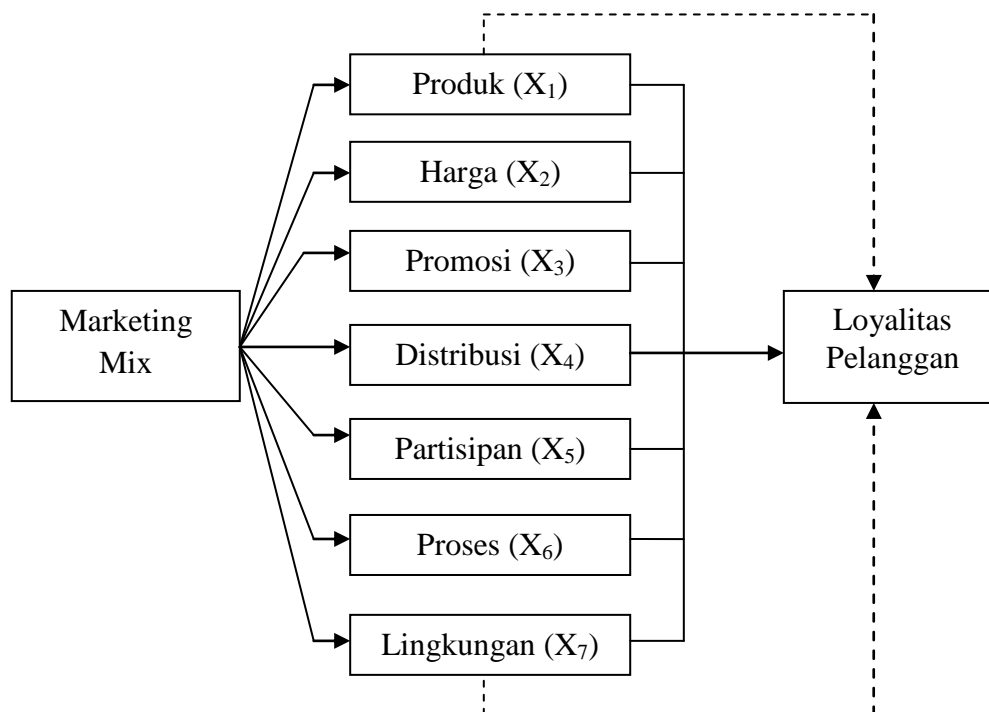 Produk (X₁)
Harga (X₂)
Promosi (X₃)
Marketing
Mix
Distribusi (X₄)
Loyalitas
Pelanggan
Partisipan (X₅)
Proses (X₆)
Lingkungan (X₇)